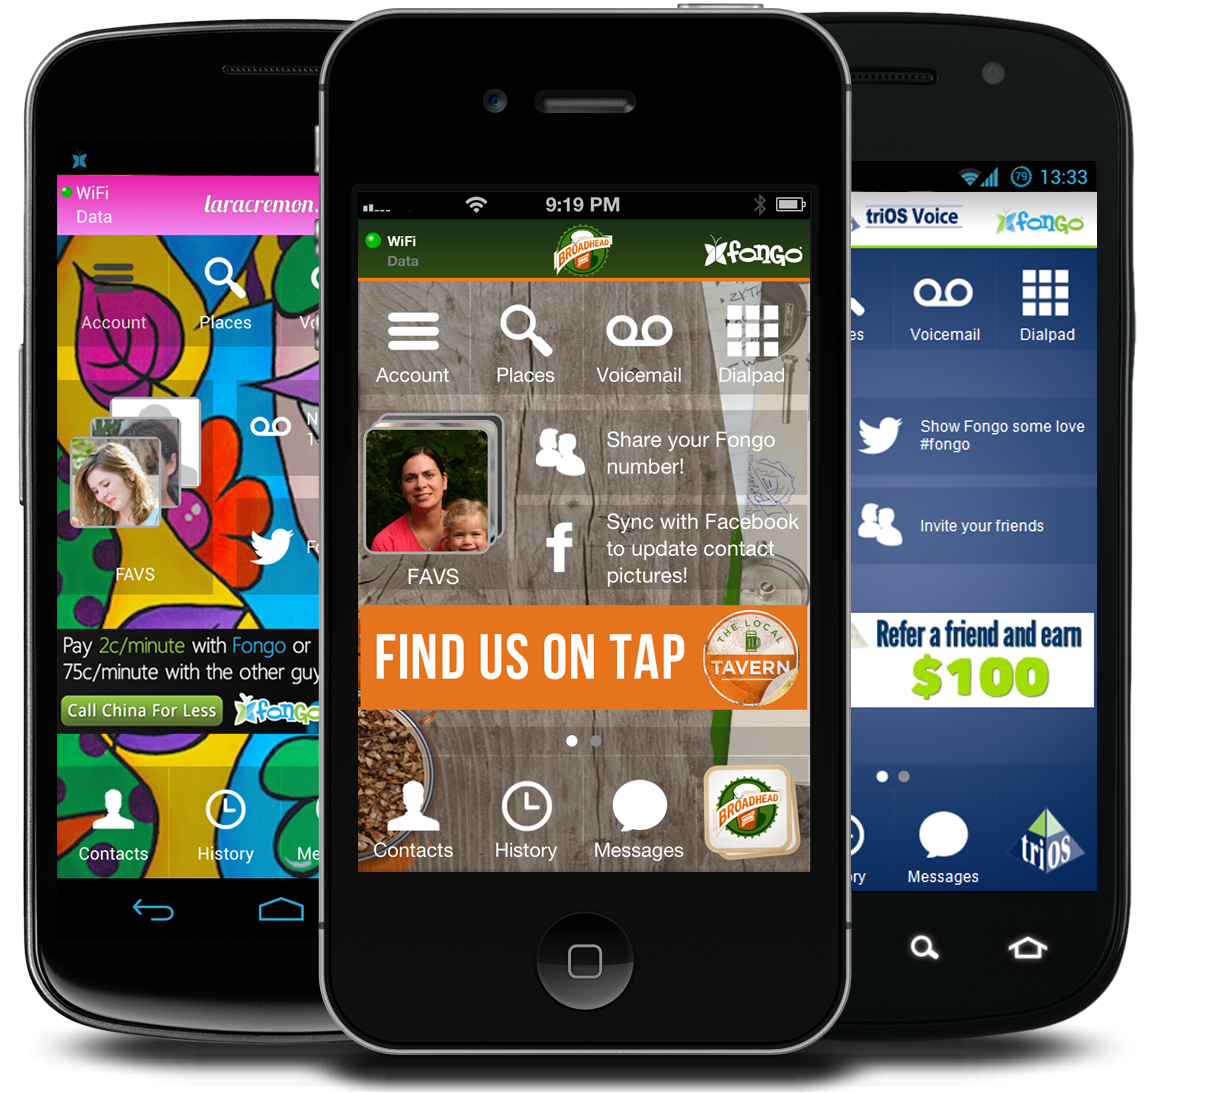 WiFi
Data
laracremon.
Account
Places
Vo
N
1
FAVS
Fo
Pay 2c/minute with Fongo or
75c/minute with the other guy
Call China For Less
fongo
Contacts
History
Me
9:19 PM
WiFi
Data
BROADHEAD
fongo
Account
Places
Voicemail
Dialpad
Share your Fongo
number!
Sync with Facebook
to update contact
pictures!
FAVS
FIND US ON TAP
THE LOCAL
TAVERN
Contacts
History
Messages
BROADHEAD
79
13:33
triOS Voice
fongo
es
Voicemail
Dialpad
Show Fongo some love
#fongo
Invite your friends
Refer a friend and earn
$100
ory
Messages
triOS